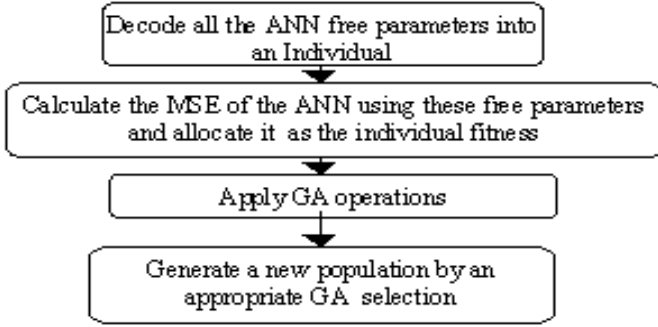 Decode all the ANN free parameters into
an Individual
Calculate the MSE of the ANN using these free parameters
and allocate it as the individual fitness
Apply GA operations
Generate a new population by an
appropriate GA selection